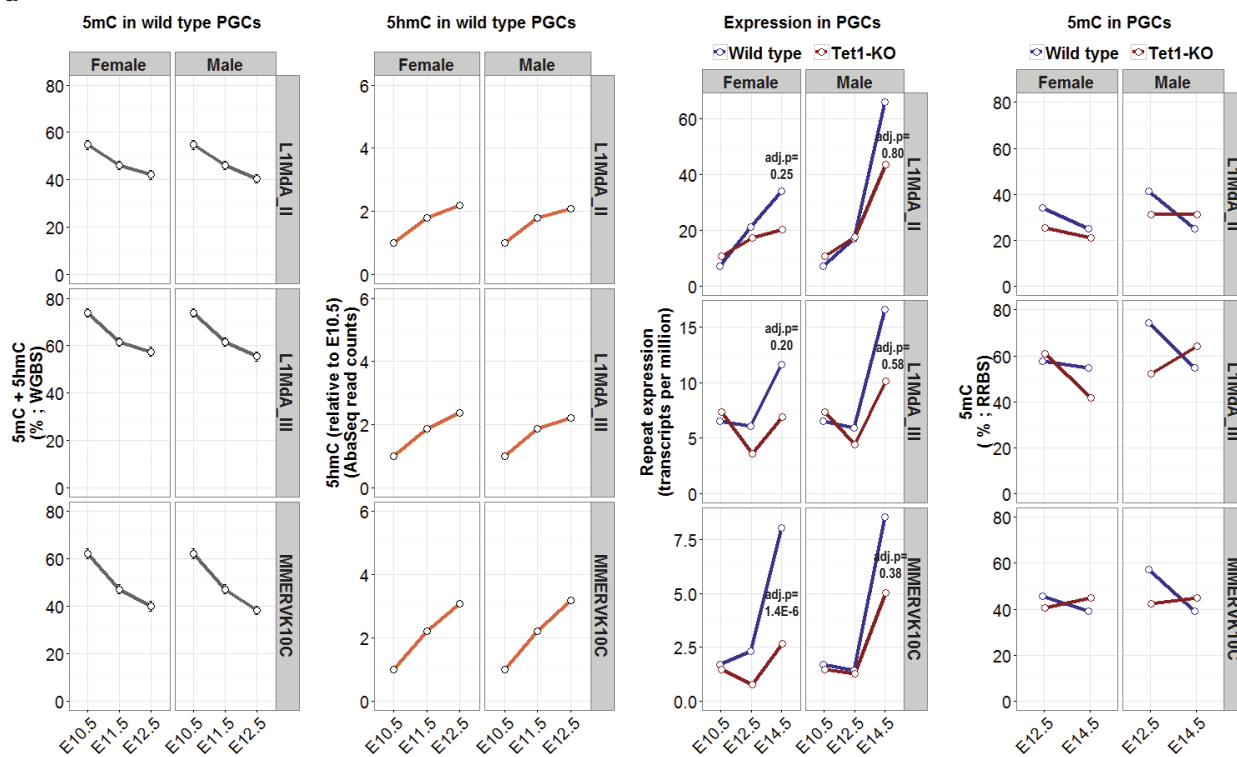 5mC in wild type PGCs
Female Male
80
60
40
20
0
L1MdA_II
80
60
40
20
0
L1MdA_III
80
60
40
20
0
MMERVK10C
5mC + 5hmC
(% ; WGBS)
E10.5 E11.5 E12.5 E10.5 E11.5 E12.5
5hmC in wild type PGCs
Female Male
6
4
2
0
L1MdA_II
6
4
2
0
L1MdA_III
6
4
2
0
MMERVK10C
5hmC (relative to E10.5)
(AbaSeq read counts)
E10.5 E11.5 E12.5 E10.5 E11.5 E12.5
Expression in PGCs
Wild type Tet1-KO
Female Male
60
40
20
0
adj.p=
0.25
adj.p=
0.80
L1MdA_II
15
10
5
0
adj.p=
0.20
adj.p=
0.58
L1MdA_III
7.5
5.0
2.5
0.0
adj.p=
1.4E-6
adj.p=
0.38
MMERVK10C
Repeat expression
(transcripts per million)
E10.5 E12.5 E14.5 E10.5 E12.5 E14.5
5mC in PGCs
Wild type Tet1-KO
Female Male
80
60
40
20
0
L1MdA_II
80
60
40
20
0
L1MdA_III
80
60
40
20
0
MMERVK10C
5mC
( % ; RRBS)
E12.5 E14.5 E12.5 E14.5